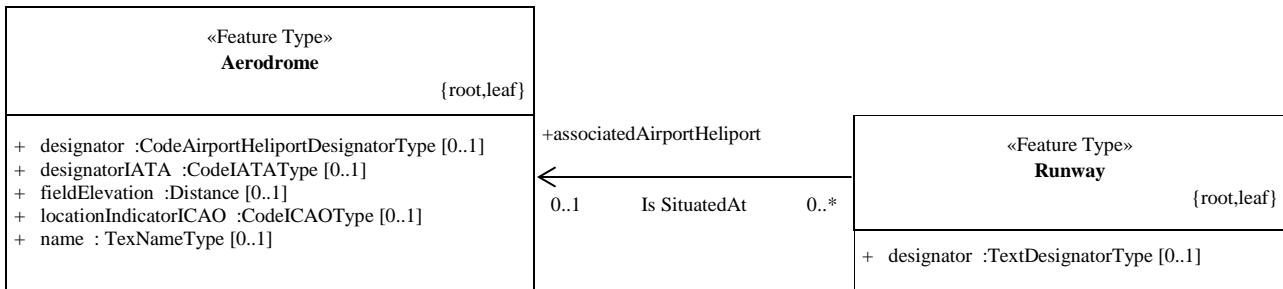 «Feature Type»
Aerodrome
{root,leaf}
+ designator :CodeAirportHeliportDesignatorType [0..1]
+ designatorIATA :CodeIATAType [0..1]
+ fieldElevation :Distance [0..1]
+ locationIndicatorICAO :CodeICAOType [0..1]
+ name : TexNameType [0..1]
+associatedAirportHeliport
0..1 Is SituatedAt 0..*
«Feature Type»
Runway
{root,leaf}
+ designator :TextDesignatorType [0..1]